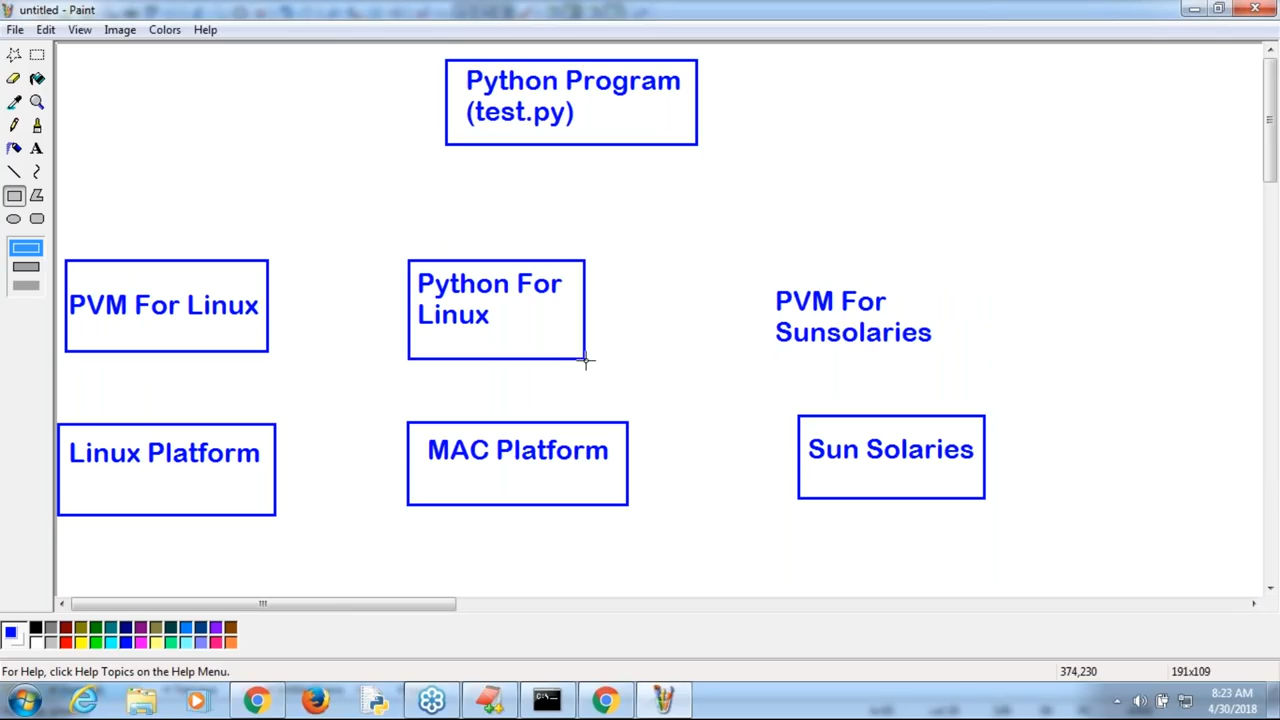 untitled - Paint
File Edit View Image Colors Help
Python Program
(test.py)
PVM For Linux
Python For
Linux
PVM For
Sunsolaries
Linux Platform
MAC Platform
Sun Solaries
For Help, click Help Topics on the Help Menu.
374,230
191x109
C:\_
8:23 AM
4/30/2018